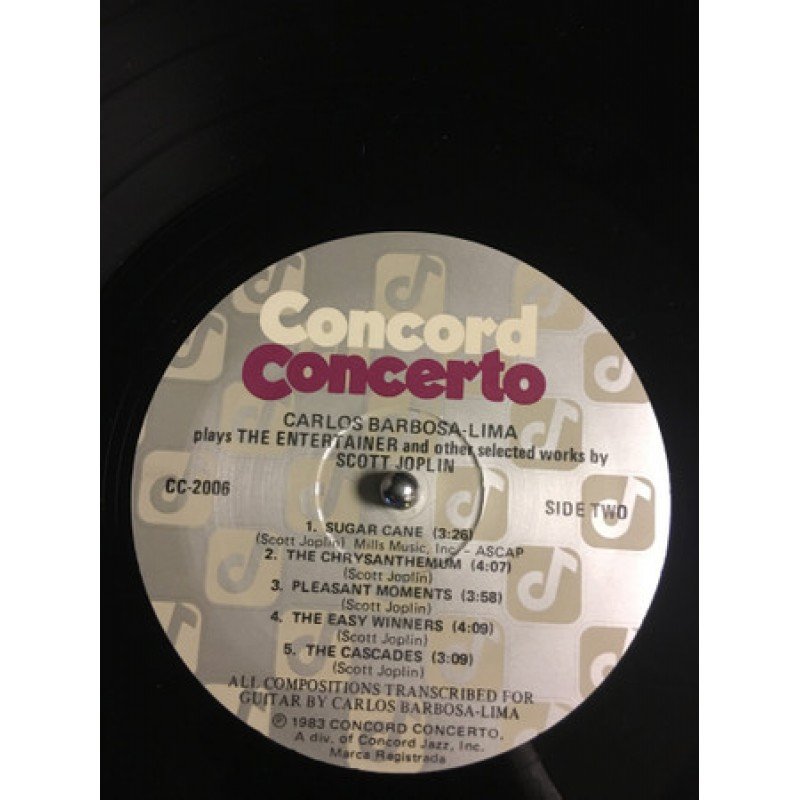 Concord
Concerto
CARLOS BARBOSA-LIMA
plays THE ENTERTAINER and other selected works by
SCOTT JOPLIN
CC-2006
SIDE TWO
1. SUGAR CANE (3:26)
(Scott Joplin) Mills Music, Inc. - ASCAP
2. THE CHRYSANTHEMUM (4:07)
(Scott Joplin)
3. PLEASANT MOMENTS (3:58)
(Scott Joplin)
4. THE EASY WINNERS (4:09)
(Scott Joplin)
5. THE CASCADES (3:09)
(Scott Joplin)
ALL COMPOSITIONS TRANSCRIBED FOR
GUITAR BY CARLOS BARBOSA-LIMA
℗ 1983 CONCORD CONCERTO.
A div. of Concord Jazz, Inc.
Marca Registrada